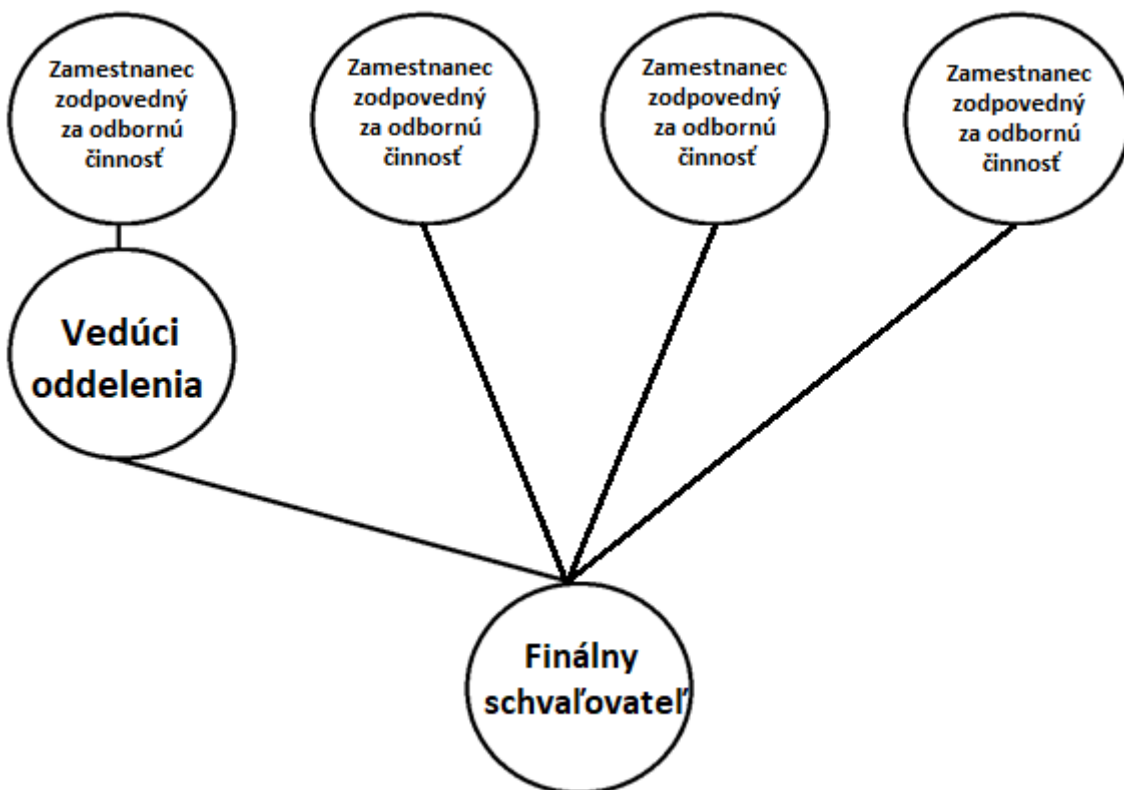 Zamestnanec
zodpovedný
za odbornú
činnosť
Zamestnanec
zodpovedný
za odbornú
činnosť
Zamestnanec
zodpovedný
za odbornú
činnosť
Zamestnanec
zodpovedný
za odbornú
činnosť
Vedúci
oddelenia
Finálny
schvaľovateľ